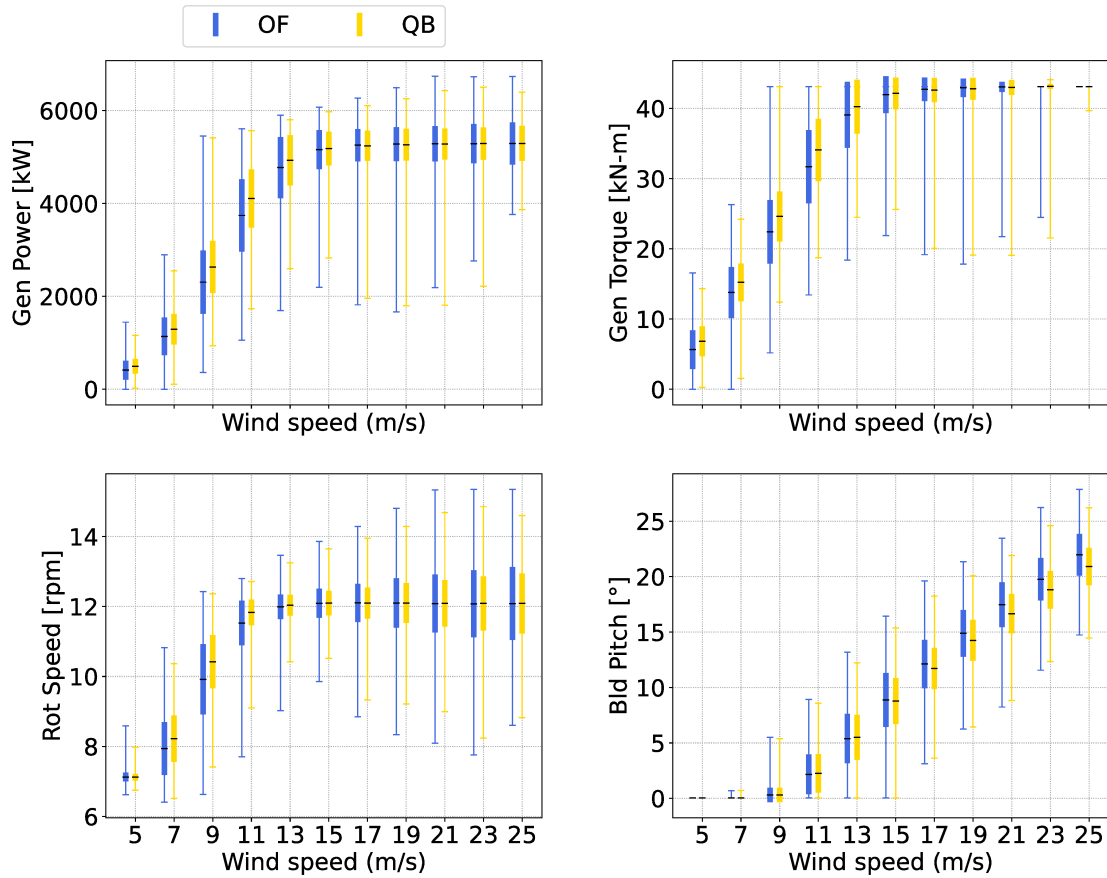 OF QB
Gen Power [kW]
6000
4000
2000
0
Wind speed (m/s)
Gen Torque [kN-m]
40
30
20
10
0
Wind speed (m/s)
Rot Speed [rpm]
14
12
10
8
6
5 7 9 11 13 15 17 19 21 23 25
Wind speed (m/s)
Bld Pitch [°]
25
20
15
10
5
0
5 7 9 11 13 15 17 19 21 23 25
Wind speed (m/s)